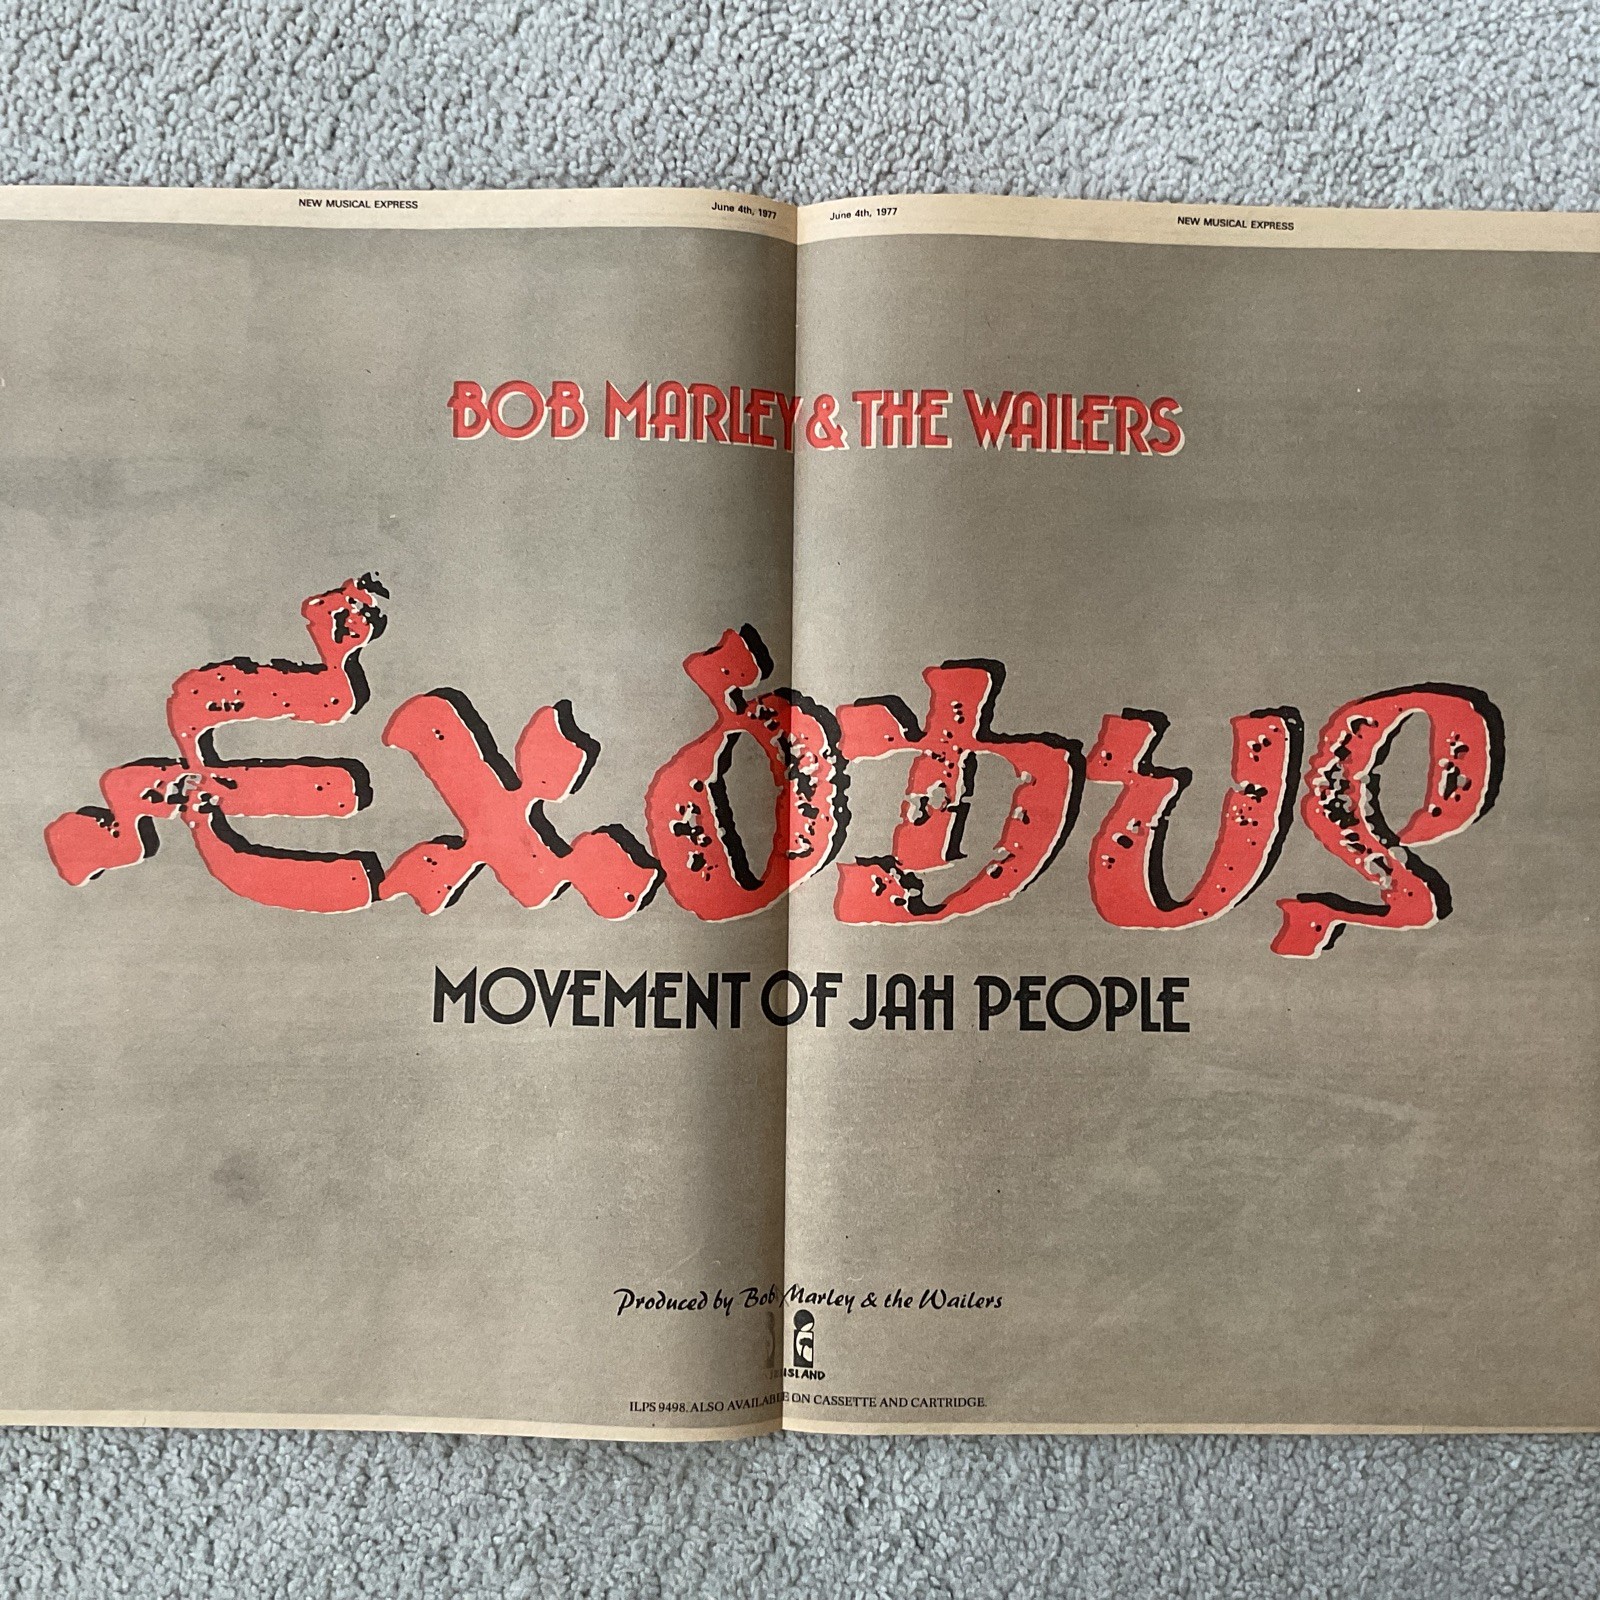 NEW MUSICAL EXPRESS June 4th, 1977 June 4th, 1977 NEW MUSICAL EXPRESS
BOB MARLEY & THE WAILERS
EXODUS
MOVEMENT OF JAH PEOPLE
Produced by Bob Marley & the Wailers
ISLAND
ILPS 9498. ALSO AVAILABLE ON CASSETTE AND CARTRIDGE.